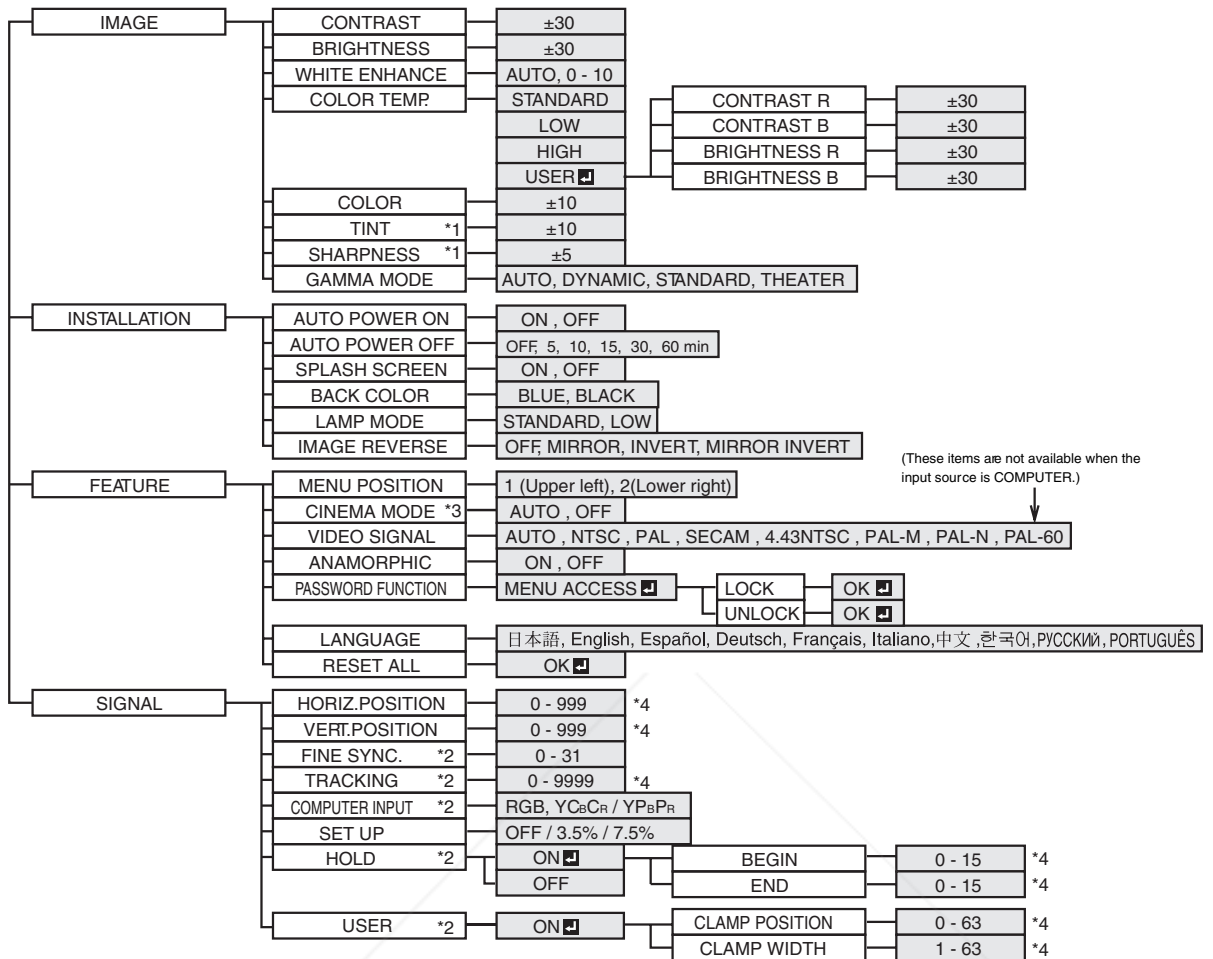 IMAGE CONTRAST ±30
BRIGHTNESS ±30
WHITE ENHANCE AUTO, 0 - 10
COLOR TEMP. STANDARD CONTRAST R ±30
LOW CONTRAST B ±30
HIGH BRIGHTNESS R ±30
USER BRIGHTNESS B ±30
COLOR ±10
TINT *1 ±10
SHARPNESS *1 ±5
GAMMA MODE AUTO, DYNAMIC, STANDARD, THEATER
INSTALLATION AUTO POWER ON ON , OFF
AUTO POWER OFF OFF, 5, 10, 15, 30, 60 min
SPLASH SCREEN ON , OFF
BACK COLOR BLUE, BLACK
LAMP MODE STANDARD, LOW
IMAGE REVERSE OFF, MIRROR, INVERT, MIRROR INVERT
(These items are not available when the
input source is COMPUTER.)
FEATURE MENU POSITION 1 (Upper left), 2(Lower right)
CINEMA MODE *3 AUTO , OFF
VIDEO SIGNAL AUTO , NTSC , PAL , SECAM , 4.43NTSC , PAL-M , PAL-N , PAL-60
ANAMORPHIC ON , OFF
PASSWORD FUNCTION MENU ACCESS LOCK OK
UNLOCK OK
LANGUAGE 日本語, English, Español, Deutsch, Français, Italiano,中文 ,한국어,РУССКИЙ, PORTUGUÊS
RESET ALL OK
SIGNAL HORIZ.POSITION 0 - 999 *4
VERT.POSITION 0 - 999 *4
FINE SYNC. *2 0 - 31
TRACKING *2 0 - 9999 *4
COMPUTER INPUT *2 RGB, YCBCR / YPBPR
SET UP OFF / 3.5% / 7.5%
HOLD *2 ON BEGIN 0 - 15 *4
OFF END 0 - 15 *4
USER *2 ON CLAMP POSITION 0 - 63 *4
CLAMP WIDTH 1 - 63 *4